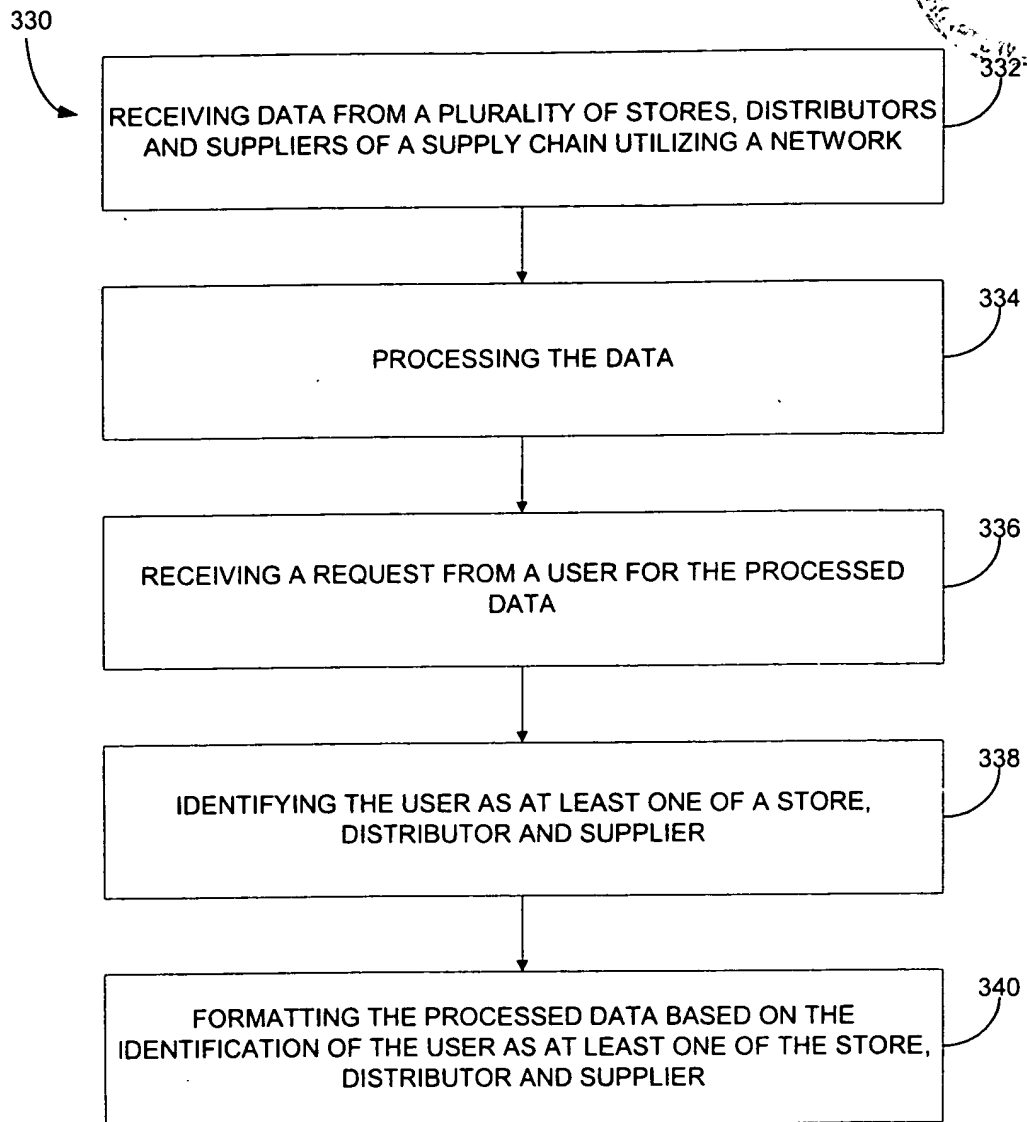 330
332
RECEIVING DATA FROM A PLURALITY OF STORES, DISTRIBUTORS
AND SUPPLIERS OF A SUPPLY CHAIN UTILIZING A NETWORK
334
PROCESSING THE DATA
336
RECEIVING A REQUEST FROM A USER FOR THE PROCESSED
DATA
338
IDENTIFYING THE USER AS AT LEAST ONE OF A STORE,
DISTRIBUTOR AND SUPPLIER
340
FORMATTING THE PROCESSED DATA BASED ON THE
IDENTIFICATION OF THE USER AS AT LEAST ONE OF THE STORE,
DISTRIBUTOR AND SUPPLIER